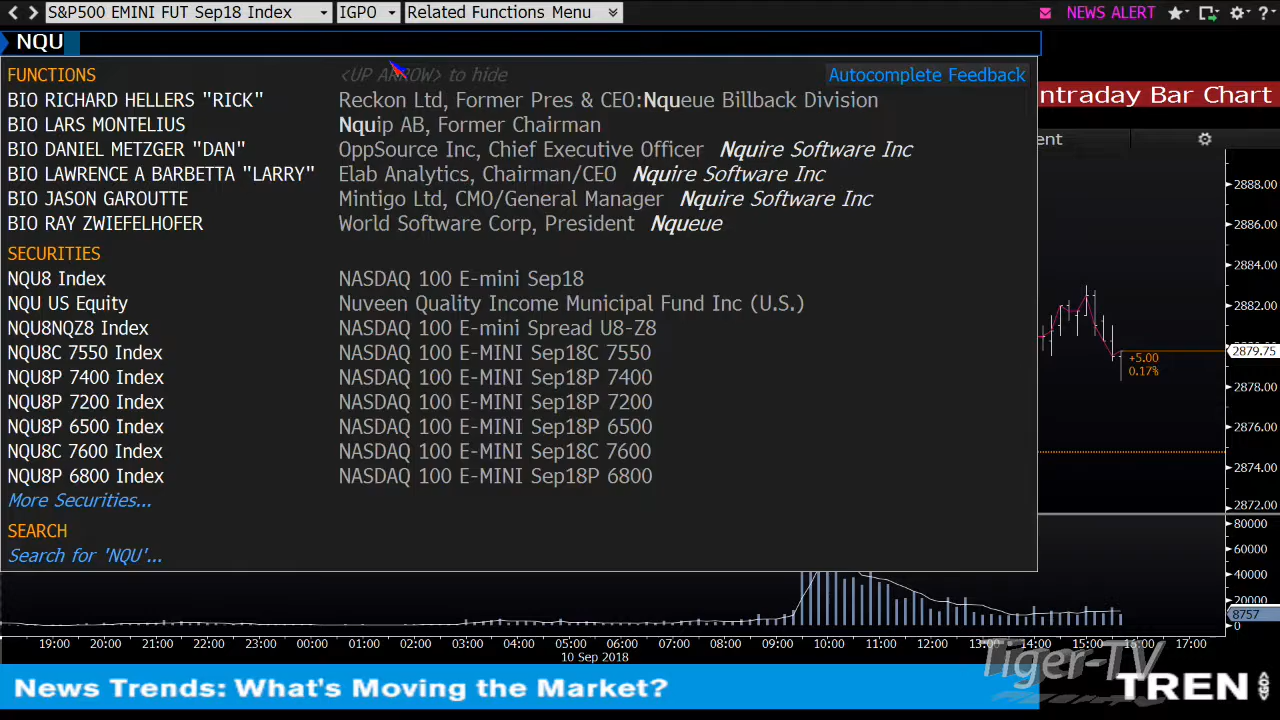 S&P500 EMINI FUT Sep18 Index IGPO Related Functions Menu NEWS ALERT ?
NQU
FUNCTIONS <UP ARROW> to hide Autocomplete Feedback
BIO RICHARD HELLERS "RICK" Reckon Ltd, Former Pres & CEO:Nqueue Billback Division
BIO LARS MONTELIUS Nquip AB, Former Chairman
BIO DANIEL METZGER "DAN" OppSource Inc, Chief Executive Officer Nquire Software Inc
BIO LAWRENCE A BARBETTA "LARRY" Elab Analytics, Chairman/CEO Nquire Software Inc
BIO JASON GAROUTTE Mintigo Ltd, CMO/General Manager Nquire Software Inc
BIO RAY ZWIEFELHOFER World Software Corp, President Nqueue
SECURITIES
NQU8 Index NASDAQ 100 E-mini Sep18
NQU US Equity Nuveen Quality Income Municipal Fund Inc (U.S.)
NQU8NQZ8 Index NASDAQ 100 E-mini Spread U8-Z8
NQU8C 7550 Index NASDAQ 100 E-MINI Sep18C 7550
NQU8P 7400 Index NASDAQ 100 E-MINI Sep18P 7400
NQU8P 7200 Index NASDAQ 100 E-MINI Sep18P 7200
NQU8P 6500 Index NASDAQ 100 E-MINI Sep18P 6500
NQU8C 7600 Index NASDAQ 100 E-MINI Sep18C 7600
NQU8P 6800 Index NASDAQ 100 E-MINI Sep18P 6800
More Securities...
SEARCH
Search for 'NQU'...
ntraday Bar Chart
ent
2888.00
2886.00
2884.00
2882.00
2879.75
+5.00
0.17%
2878.00
2876.00
2874.00
2872.00
80000
60000
40000
20000
8757
0
19:00 20:00 21:00 22:00 23:00 00:00 01:00 02:00 03:00 04:00 05:00 06:00 07:00 08:00 09:00 10:00 11:00 12:00 13:00 14:00 15:00 16:00 17:00
10 Sep 2018
Tiger-TV
News Trends: What's Moving the Market? TREN